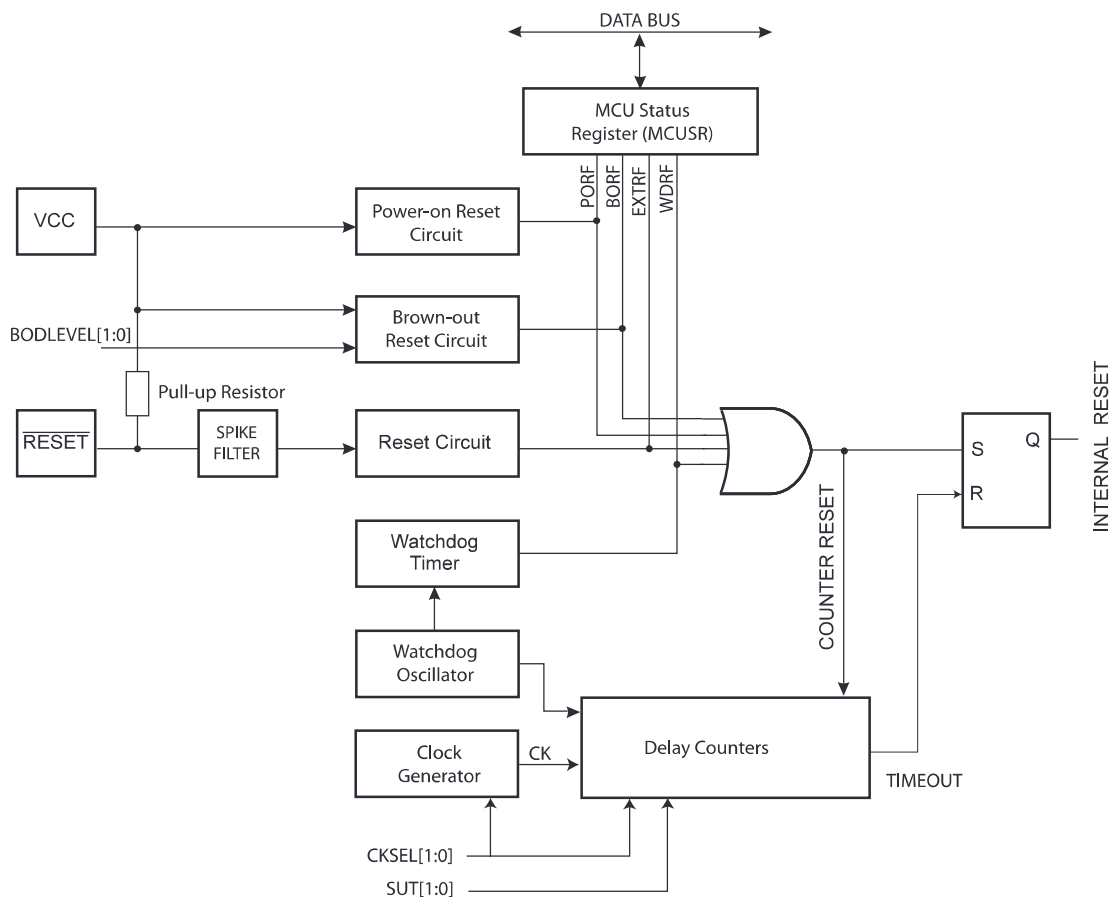 DATA BUS
MCU Status
Register (MCUSR)
PORF
BORF
EXTRF
WDRF
VCC
Power-on Reset
Circuit
BODLEVEL[1:0]
Brown-out
Reset Circuit
Pull-up Resistor
RESET
SPIKE
FILTER
Reset Circuit
S
Q
R
INTERNAL RESET
Watchdog
Timer
COUNTER RESET
Watchdog
Oscillator
Clock
Generator
CK
Delay Counters
TIMEOUT
CKSEL[1:0]
SUT[1:0]